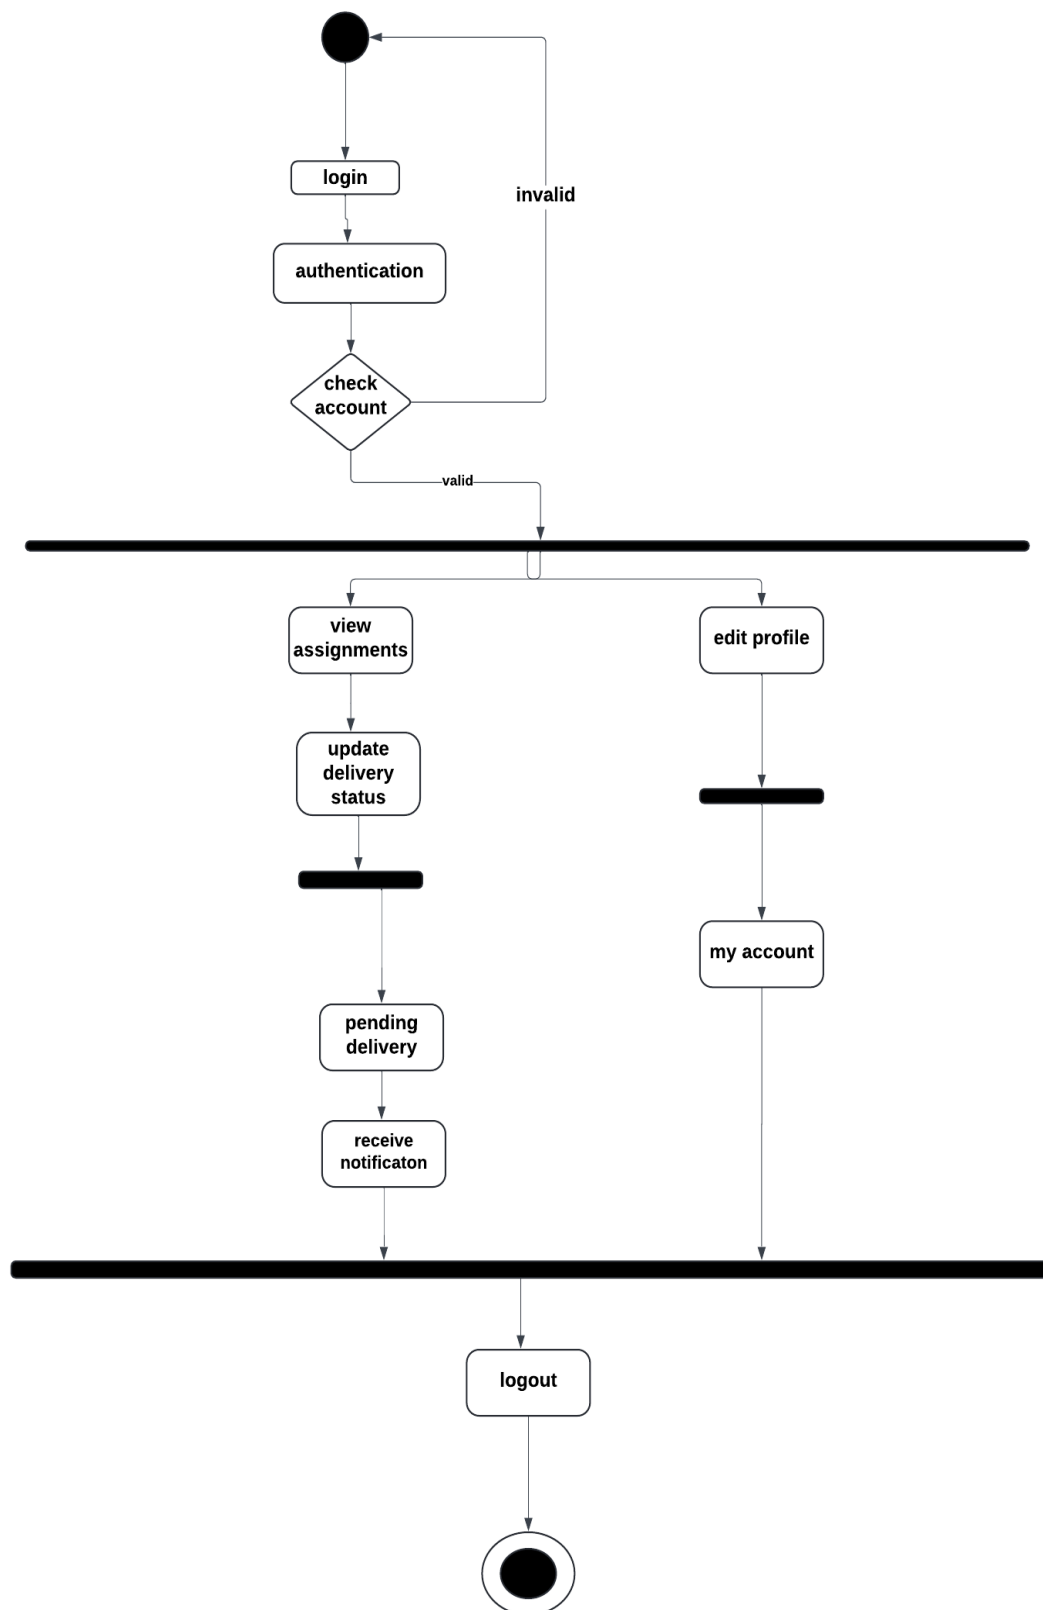 login
invalid
authentication
check
account
valid
view
assignments
edit profile
update
delivery
status
my account
pending
delivery
receive
notificaton
logout